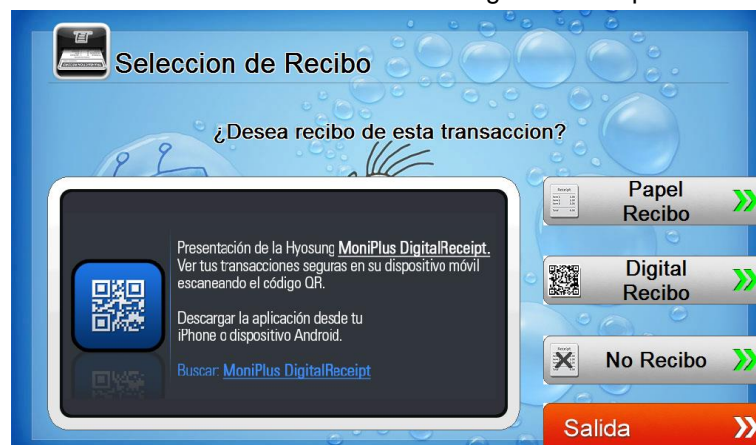 Seleccion de Recibo
¿Desea recibo de esta transaccion?
Presentación de la Hyosung MoniPlus DigitalReceipt.
Ver tus transacciones seguras en su dispositivo móvil
escaneando el código QR.
Descargar la aplicación desde tu
iPhone o dispositivo Android.
Buscar: MoniPlus DigitalReceipt
Papel
Recibo
Digital
Recibo
No Recibo
Salida